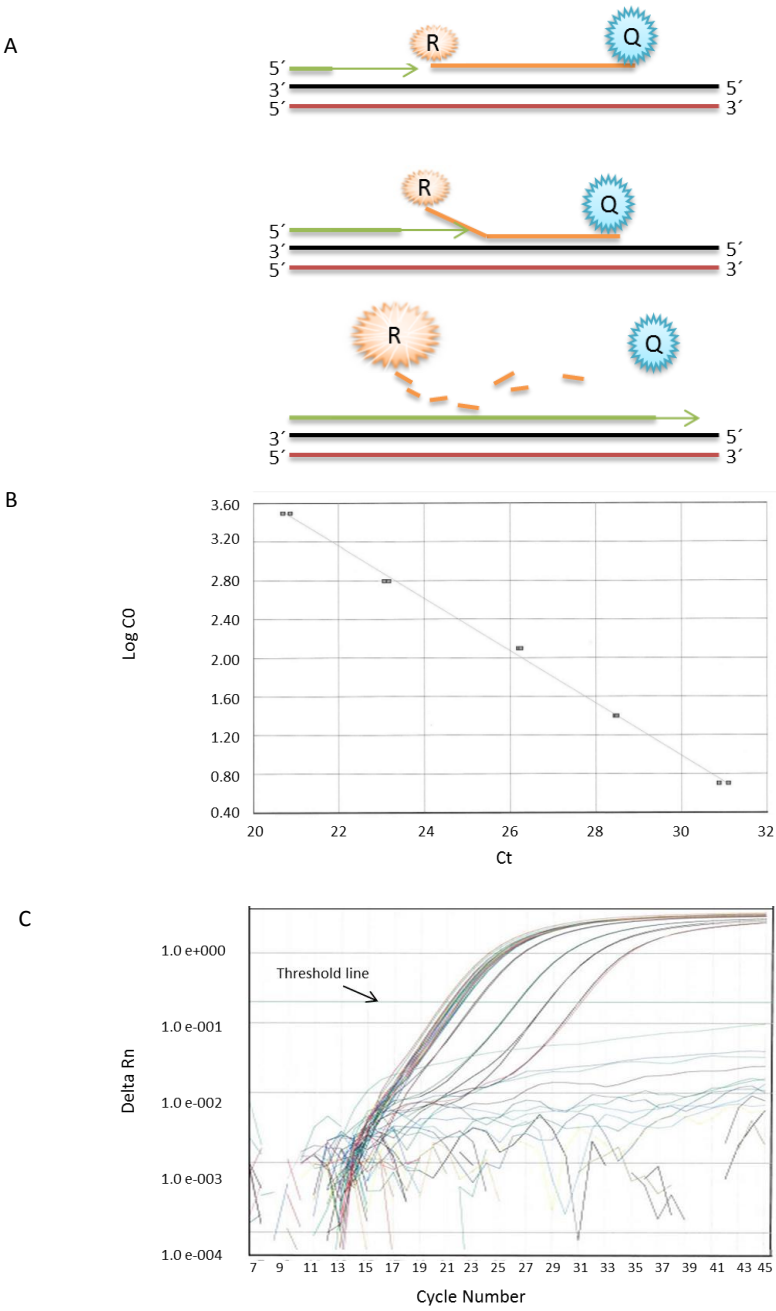 A
R
Q
5´
3´
5´
5´
3´
R
Q
5´
3´
5´
5´
3´
R
Q
3´
5´
5´
3´
B
3.60
3.20
2.80
2.40
2.00
1.60
1.20
0.80
0.40
Log C0
20 22 24 26 28 30 32
Ct
C
1.0 e+000
1.0 e-001
1.0 e-002
1.0 e-003
1.0 e-004
Threshold line
Delta Rn
7 9 11 13 15 17 19 21 23 25 27 29 31 33 35 37 39 41 43 45
Cycle Number